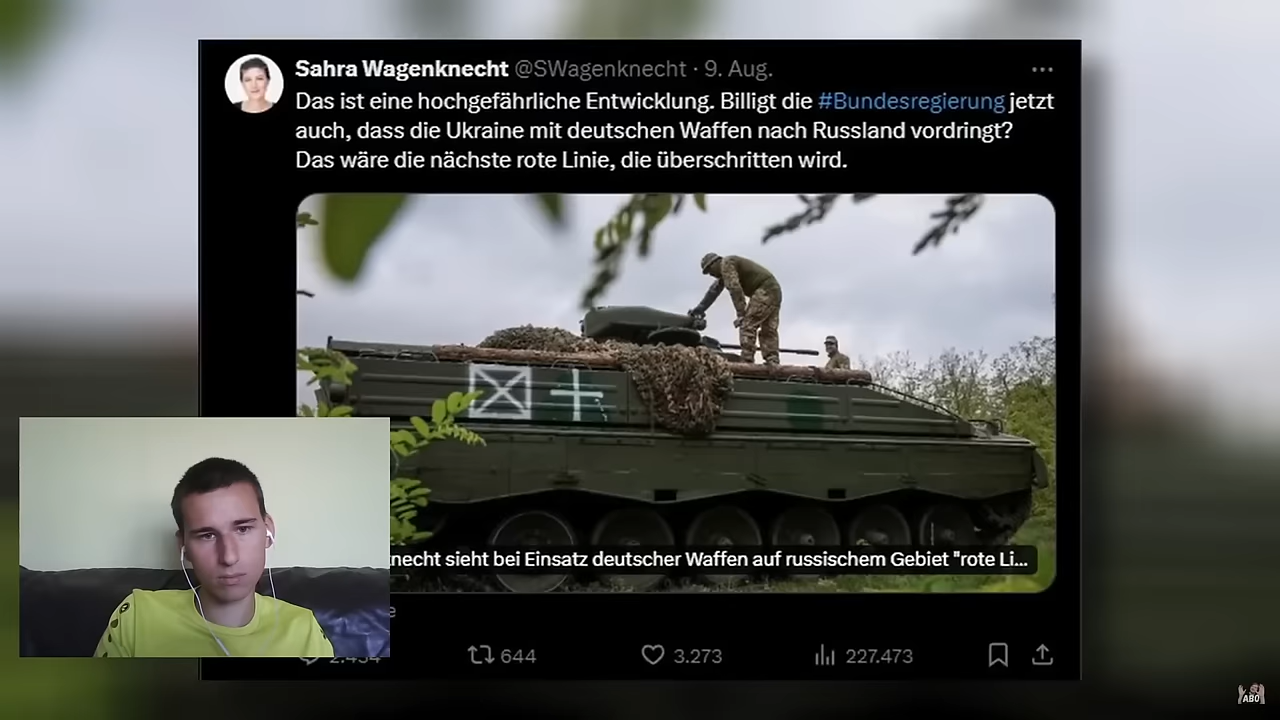 Sahra Wagenknecht @SWagenknecht · 9. Aug.
Das ist eine hochgefährliche Entwicklung. Billigt die #Bundesregierung jetzt
auch, dass die Ukraine mit deutschen Waffen nach Russland vordringt?
Das wäre die nächste rote Linie, die überschritten wird.
sieht bei Einsatz deutscher Waffen auf russischem Gebiet "rote Li...
644
3.273
227.473
ABO